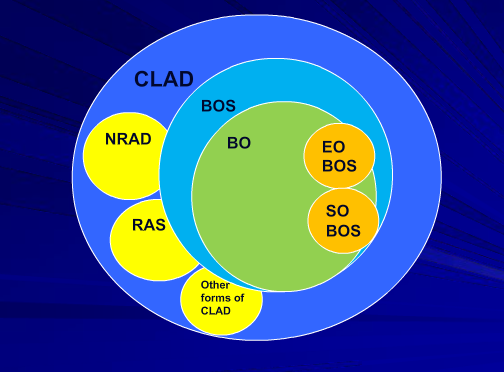 CLAD
BOS
BO
NRAD
EO
BOS
RAS
SO
BOS
Other
forms of
CLAD